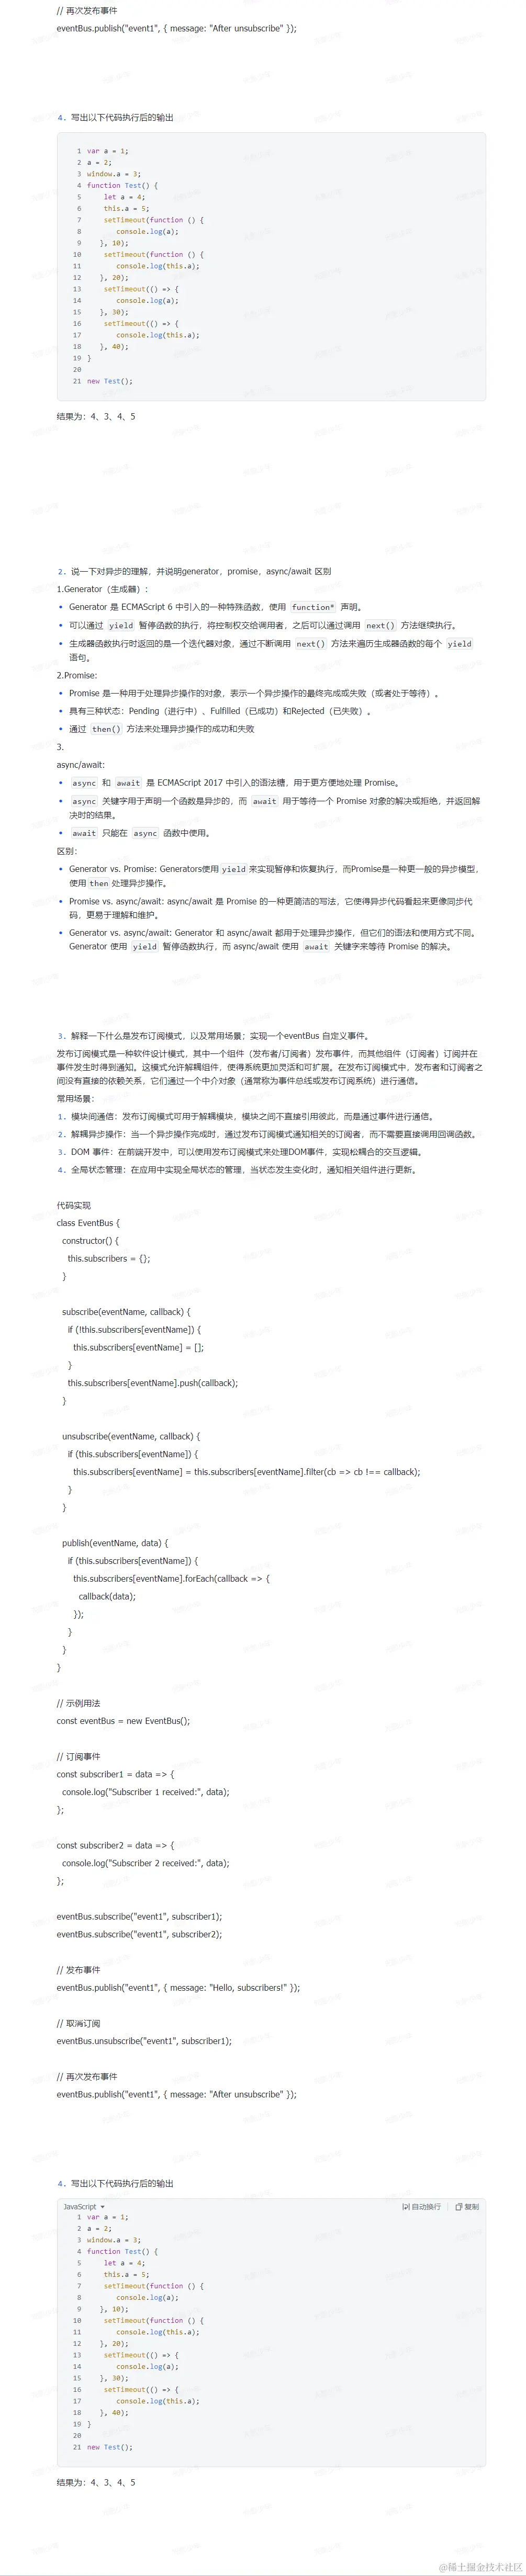 // 再次发布事件
eventBus.publish("event1", { message: "After unsubscribe" });
4. 写出以下代码执行后的输出
1 var a = 1;
2 a = 2;
3 window.a = 3;
4 function Test() {
5 let a = 4;
6 this.a = 5;
7 setTimeout(function () {
8 console.log(a);
9 }, 10);
10 setTimeout(function () {
11 console.log(this.a);
12 }, 20);
13 setTimeout(() => {
14 console.log(a);
15 }, 30);
16 setTimeout(() => {
17 console.log(this.a);
18 }, 40);
19 }
20
21 new Test();
结果为：4、3、4、5
2. 说一下对异步的理解，并说明generator，promise，async/await 区别
1.Generator（生成器）：
• Generator 是 ECMAScript 6 中引入的一种特殊函数，使用 function* 声明。
• 可以通过 yield 暂停函数的执行，将控制权交给调用者，之后可以通过调用 next() 方法继续执行。
• 生成器函数执行时返回的是一个迭代器对象，通过不断调用 next() 方法来遍历生成器函数的每个 yield
语句。
2.Promise:
• Promise 是一种用于处理异步操作的对象，表示一个异步操作的最终完成或失败（或者处于等待）。
• 具有三种状态：Pending（进行中）、Fulfilled（已成功）和Rejected（已失败）。
• 通过 then() 方法来处理异步操作的成功和失败
3.
async/await:
• async 和 await 是 ECMAScript 2017 中引入的语法糖，用于更方便地处理 Promise。
• async 关键字用于声明一个函数是异步的，而 await 用于等待一个 Promise 对象的解决或拒绝，并返回解
决时的结果。
• await 只能在 async 函数中使用。
区别：
• Generator vs. Promise: Generators使用 yield 来实现暂停和恢复执行，而Promise是一种更一般的异步模型，
使用 then 处理异步操作。
• Promise vs. async/await: async/await 是 Promise 的一种更简洁的写法，它使得异步代码看起来更像同步代
码，更易于理解和维护。
• Generator vs. async/await: Generator 和 async/await 都用于处理异步操作，但它们的语法和使用方式不同。
Generator 使用 yield 暂停函数执行，而 async/await 使用 await 关键字来等待 Promise 的解决。
3. 解释一下什么是发布订阅模式，以及常用场景；实现一个eventBus 自定义事件。
发布订阅模式是一种软件设计模式，其中一个组件（发布者/订阅者）发布事件，而其他组件（订阅者）订阅并在
事件发生时得到通知。这模式允许解耦组件，使得系统更加灵活和可扩展。在发布订阅模式中，发布者和订阅者之
间没有直接的依赖关系，它们通过一个中介对象（通常称为事件总线或发布订阅系统）进行通信。
常用场景：
1. 模块间通信：发布订阅模式可用于解耦模块，模块之间不直接引用彼此，而是通过事件进行通信。
2. 解耦异步操作：当一个异步操作完成时，通过发布订阅模式通知相关的订阅者，而不需要直接调用回调函数。
3. DOM 事件：在前端开发中，可以使用发布订阅模式来处理DOM事件，实现松耦合的交互逻辑。
4. 全局状态管理：在应用中实现全局状态的管理，当状态发生变化时，通知相关组件进行更新。
代码实现
class EventBus {
constructor() {
this.subscribers = {};
}
subscribe(eventName, callback) {
if (!this.subscribers[eventName]) {
this.subscribers[eventName] = [];
}
this.subscribers[eventName].push(callback);
}
unsubscribe(eventName, callback) {
if (this.subscribers[eventName]) {
this.subscribers[eventName] = this.subscribers[eventName].filter(cb => cb !== callback);
}
}
publish(eventName, data) {
if (this.subscribers[eventName]) {
this.subscribers[eventName].forEach(callback => {
callback(data);
});
}
}
}
// 示例用法
const eventBus = new EventBus();
// 订阅事件
const subscriber1 = data => {
console.log("Subscriber 1 received:", data);
};
const subscriber2 = data => {
console.log("Subscriber 2 received:", data);
};
eventBus.subscribe("event1", subscriber1);
eventBus.subscribe("event1", subscriber2);
// 发布事件
eventBus.publish("event1", { message: "Hello, subscribers!" });
// 取消订阅
eventBus.unsubscribe("event1", subscriber1);
// 再次发布事件
eventBus.publish("event1", { message: "After unsubscribe" });
4. 写出以下代码执行后的输出
JavaScript 自动换行 复制
1 var a = 1;
2 a = 2;
3 window.a = 3;
4 function Test() {
5 let a = 4;
6 this.a = 5;
7 setTimeout(function () {
8 console.log(a);
9 }, 10);
10 setTimeout(function () {
11 console.log(this.a);
12 }, 20);
13 setTimeout(() => {
14 console.log(a);
15 }, 30);
16 setTimeout(() => {
17 console.log(this.a);
18 }, 40);
19 }
20
21 new Test();
结果为：4、3、4、5
@稀土掘金技术社区